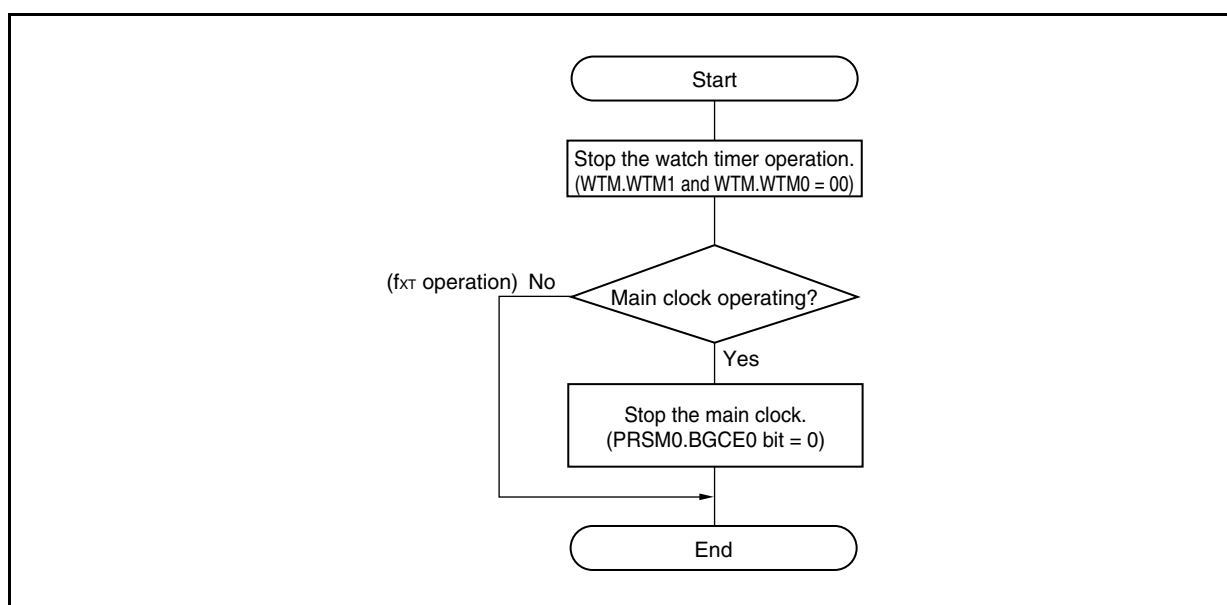 Start
Stop the watch timer operation.
(WTM.WTM1 and WTM.WTM0 = 00)
(fXT operation) No
Main clock operating?
Yes
Stop the main clock.
(PRSM0.BGCE0 bit = 0)
End